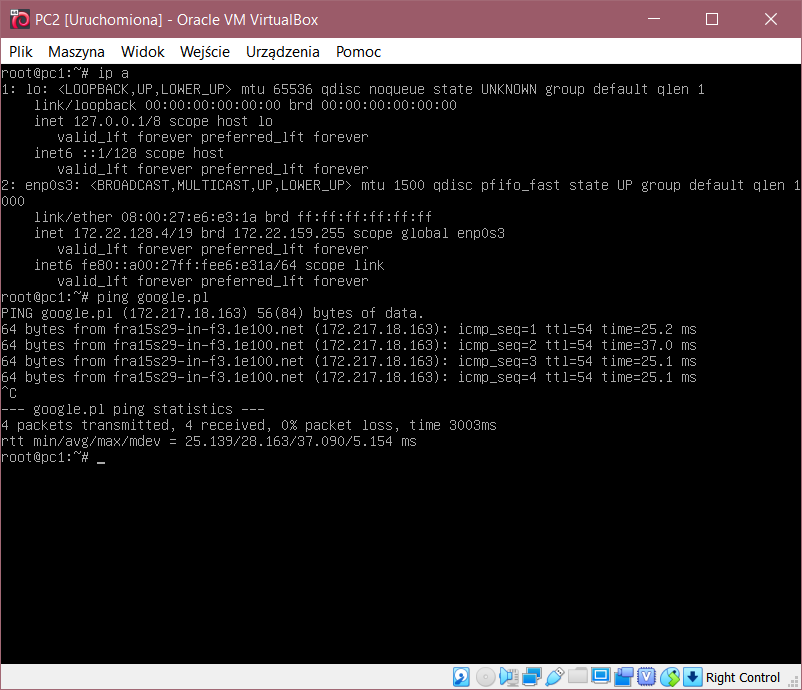 PC2 [Uruchomiona] - Oracle VM VirtualBox
Plik Maszyna Widok Wejście Urządzenia Pomoc
root@pc1:~# ip a
1: lo: <LOOPBACK,UP,LOWER_UP> mtu 65536 qdisc noqueue state UNKNOWN group default qlen 1
    link/loopback 00:00:00:00:00:00 brd 00:00:00:00:00:00
    inet 127.0.0.1/8 scope host lo
       valid_lft forever preferred_lft forever
    inet6 ::1/128 scope host
       valid_lft forever preferred_lft forever
2: enp0s3: <BROADCAST,MULTICAST,UP,LOWER_UP> mtu 1500 qdisc pfifo_fast state UP group default qlen 1
000
    link/ether 08:00:27:e6:e3:1a brd ff:ff:ff:ff:ff:ff
    inet 172.22.128.4/19 brd 172.22.159.255 scope global enp0s3
       valid_lft forever preferred_lft forever
    inet6 fe80::a00:27ff:fee6:e31a/64 scope link
       valid_lft forever preferred_lft forever
root@pc1:~# ping google.pl
PING google.pl (172.217.18.163) 56(84) bytes of data.
64 bytes from fra15s29-in-f3.1e100.net (172.217.18.163): icmp_seq=1 ttl=54 time=25.2 ms
64 bytes from fra15s29-in-f3.1e100.net (172.217.18.163): icmp_seq=2 ttl=54 time=37.0 ms
64 bytes from fra15s29-in-f3.1e100.net (172.217.18.163): icmp_seq=3 ttl=54 time=25.1 ms
64 bytes from fra15s29-in-f3.1e100.net (172.217.18.163): icmp_seq=4 ttl=54 time=25.1 ms
^C
--- google.pl ping statistics ---
4 packets transmitted, 4 received, 0% packet loss, time 3003ms
rtt min/avg/max/mdev = 25.139/28.163/37.090/5.154 ms
root@pc1:~# _
Right Control